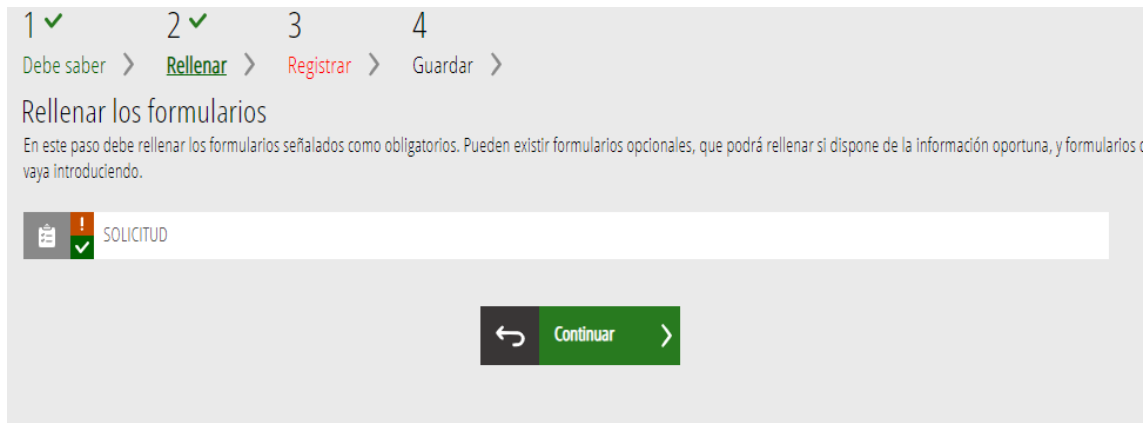 1 2 3 4
Debe saber Rellenar Registrar Guardar
Rellenar los formularios
En este paso debe rellenar los formularios señalados como obligatorios. Pueden existir formularios opcionales, que podrá rellenar si dispone de la información oportuna, y formularios
vaya introduciendo.
! SOLICITUD
Continuar